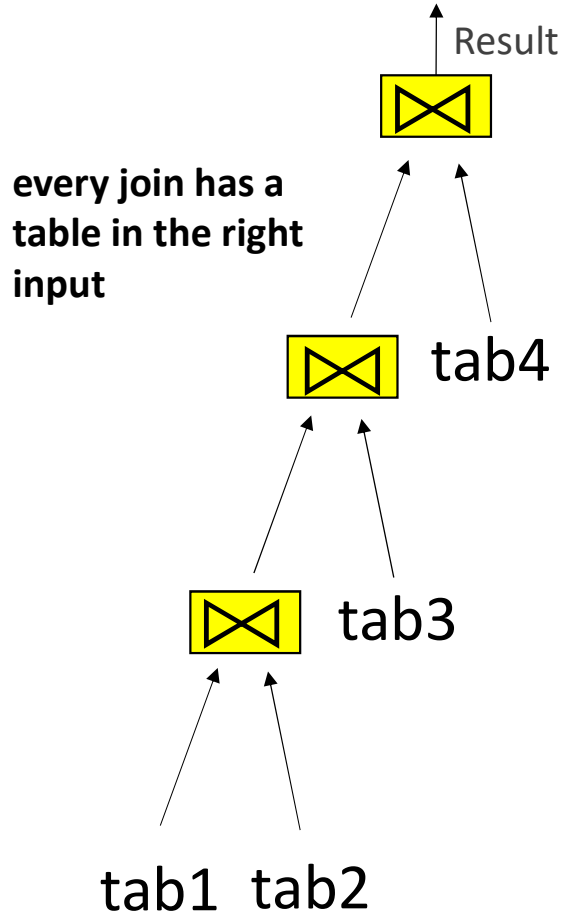 Result
every join has a
table in the right
input
tab4
tab3
tab1 tab2